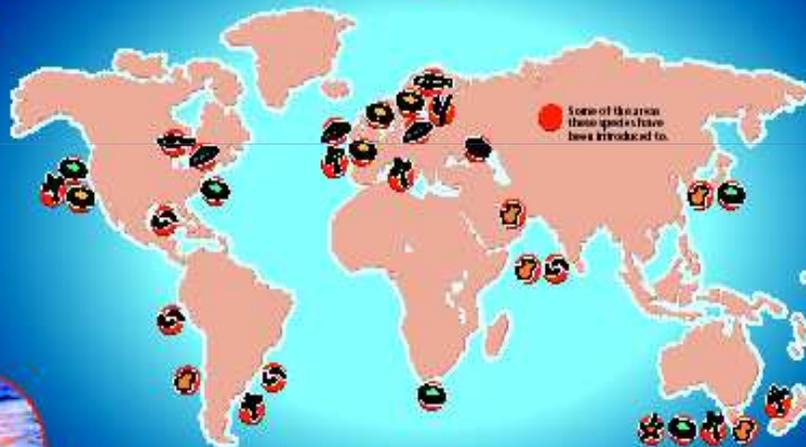 Some of the areas
these species have
been introduced to.